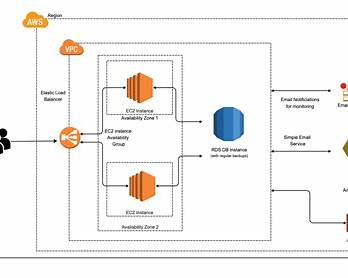 Region
AWS
VPC
Elastic Load
Balancer
EC2 Instance
Availability Zone 1
EC2 instance
Availability
Group
EC2 Instance
Availability Zone 2
RDS DB instance
(with regular backups)
Email Notifications
for monitoring
Email
Simple Email
Service